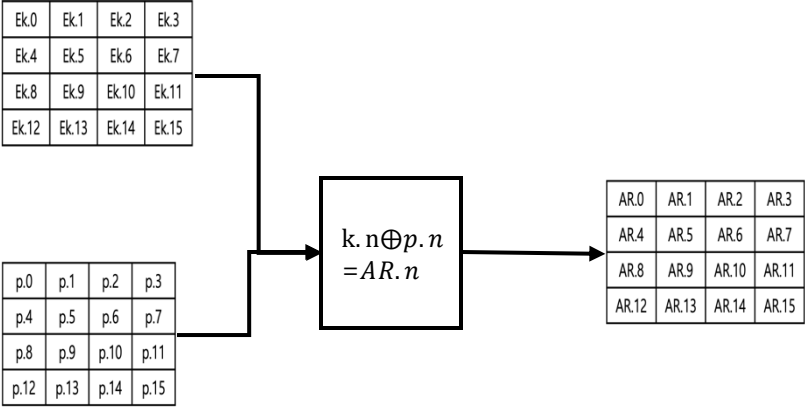 Ek.0 Ek.1 Ek.2 Ek.3
Ek.4 Ek.5 Ek.6 Ek.7
Ek.8 Ek.9 Ek.10 Ek.11
Ek.12 Ek.13 Ek.14 Ek.15
p.0 p.1 p.2 p.3
p.4 p.5 p.6 p.7
p.8 p.9 p.10 p.11
p.12 p.13 p.14 p.15
k.n⊕p.n
=AR.n
AR.0 AR.1 AR.2 AR.3
AR.4 AR.5 AR.6 AR.7
AR.8 AR.9 AR.10 AR.11
AR.12 AR.13 AR.14 AR.15